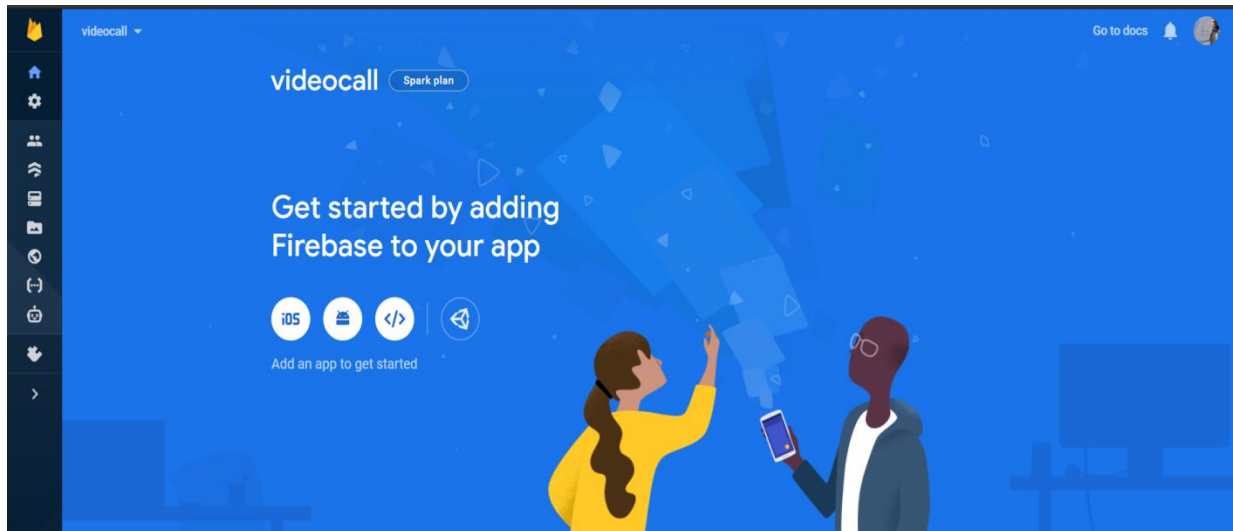 videocall
Go to docs
videocall
Spark plan
Get started by adding
Firebase to your app
iOS
</>
Add an app to get started